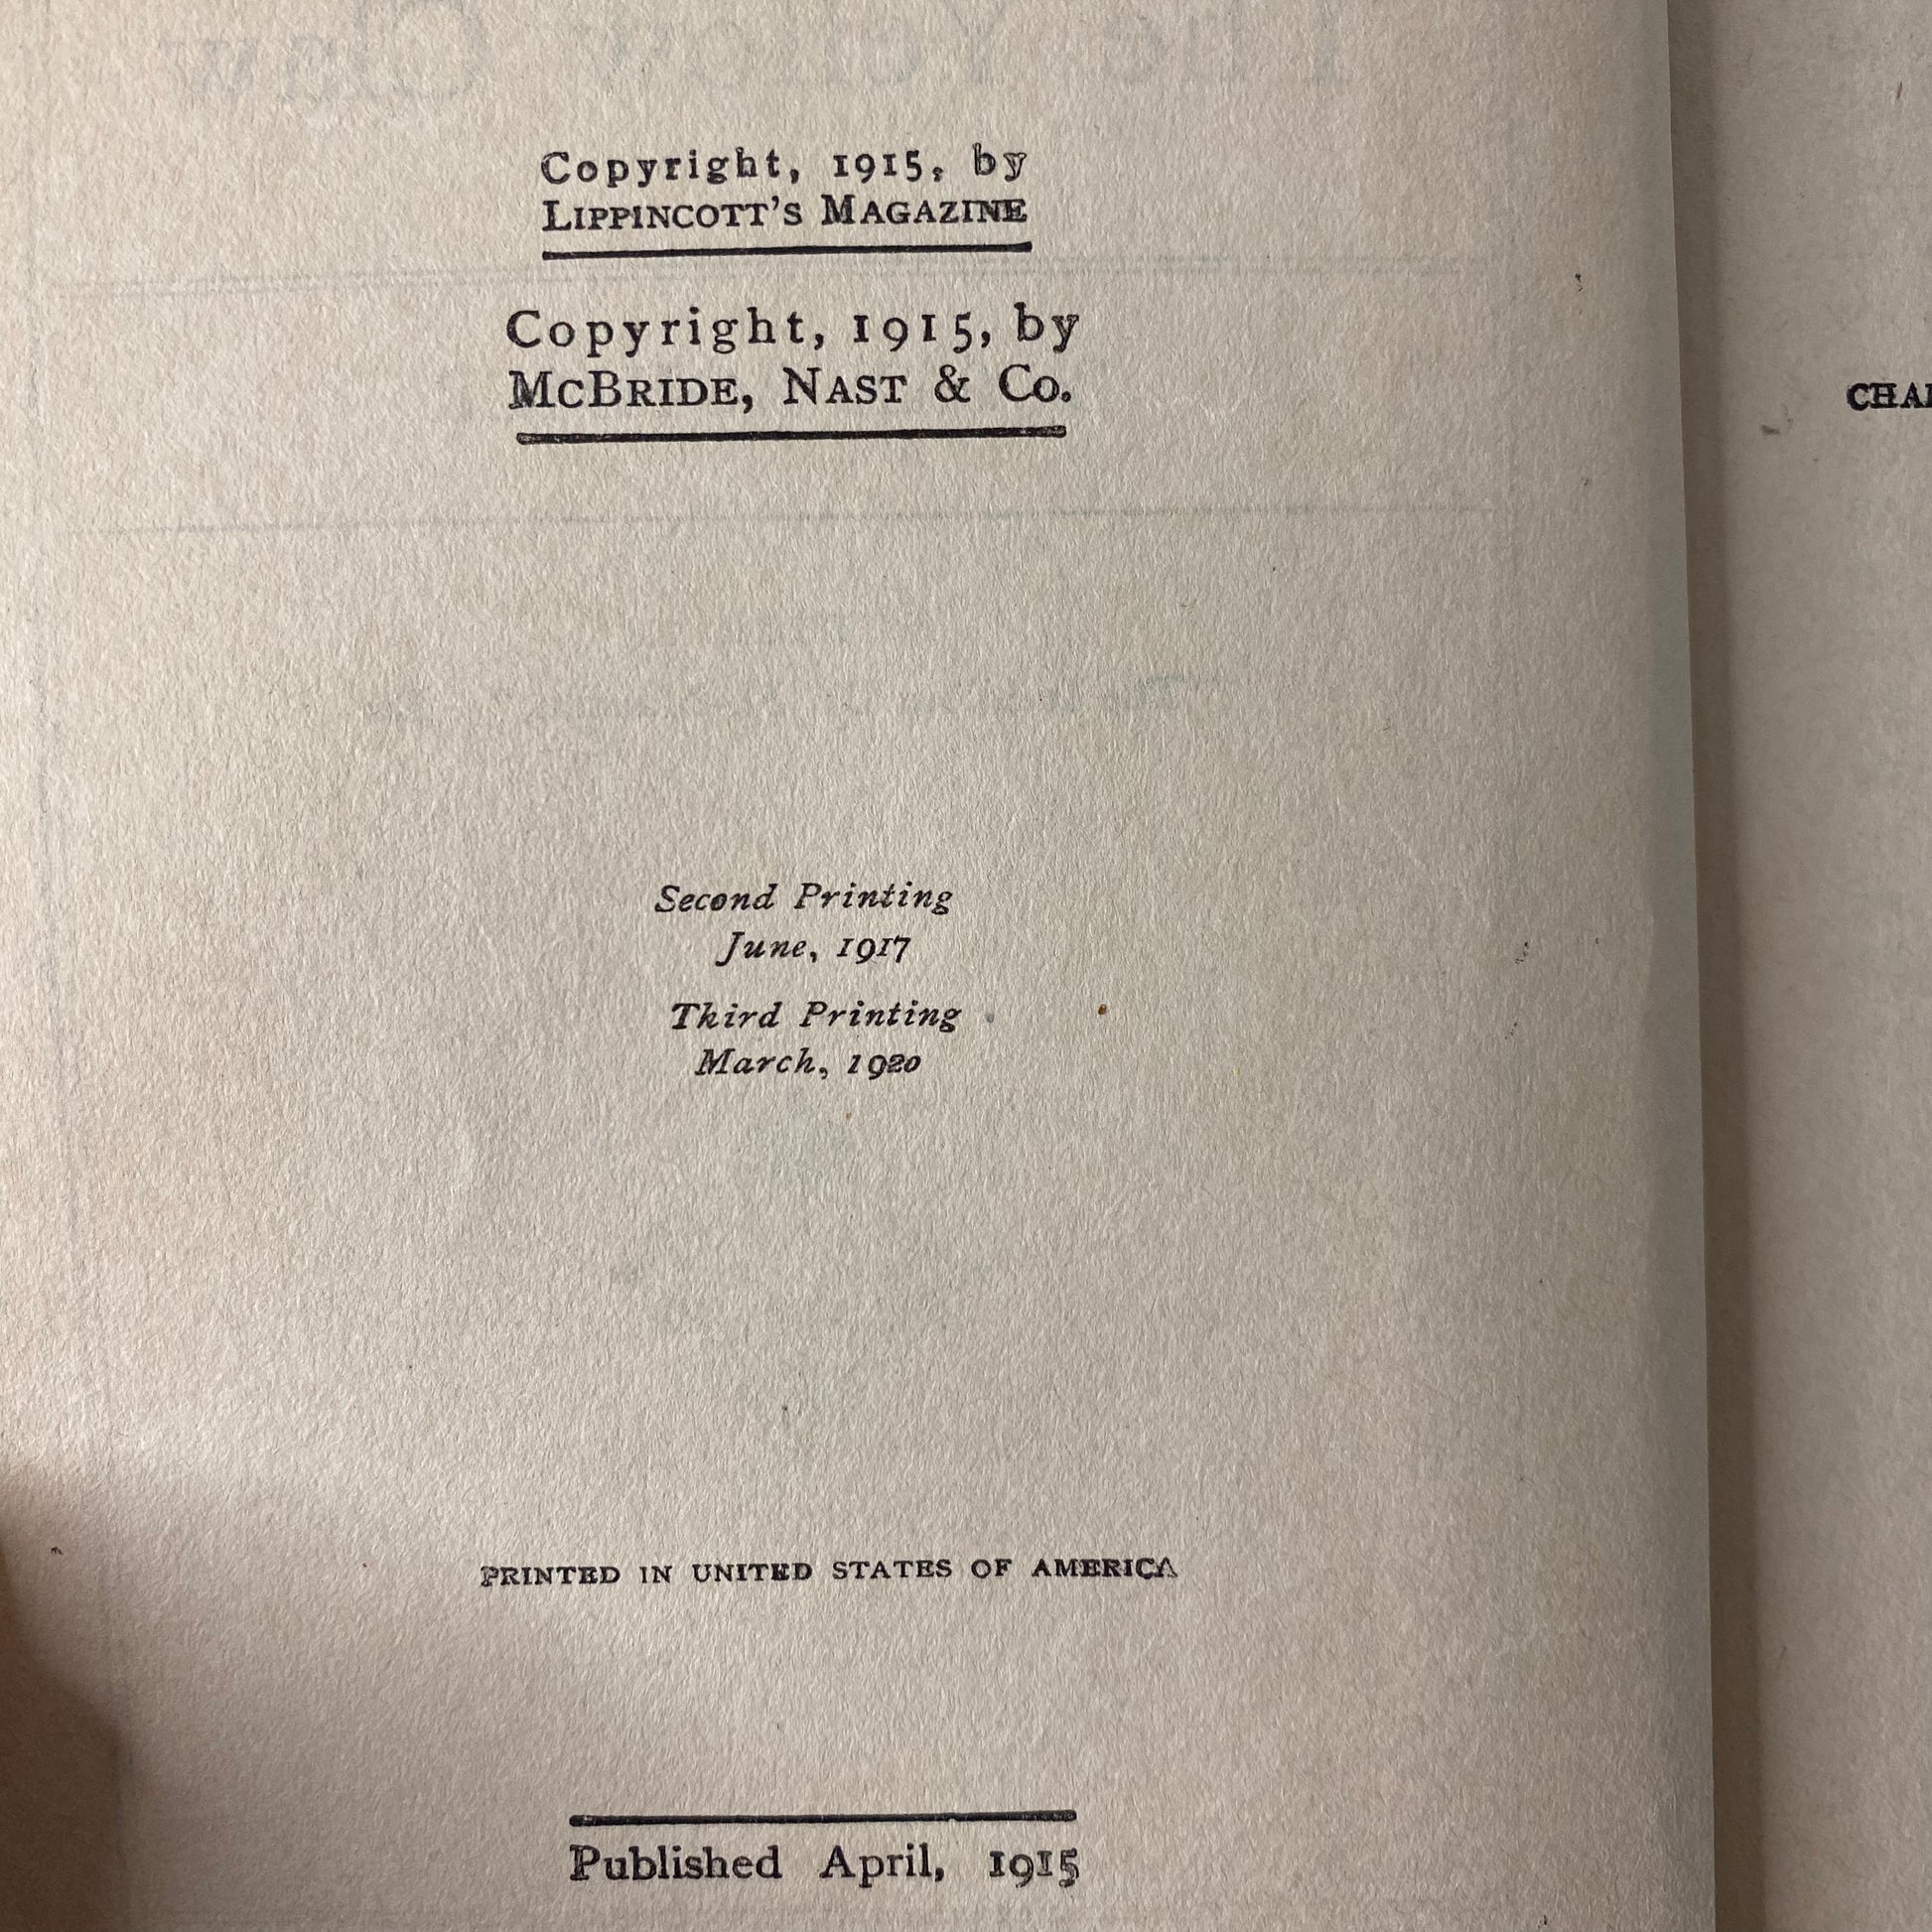 Copyright, 1915, by
LIPPINCOTT'S MAGAZINE
Copyright, 1915, by
MCBRIDE, NAST & CO.
Second Printing
June, 1917
Third Printing
March, 1920
PRINTED IN UNITED STATES OF AMERICA
Published April, 1915